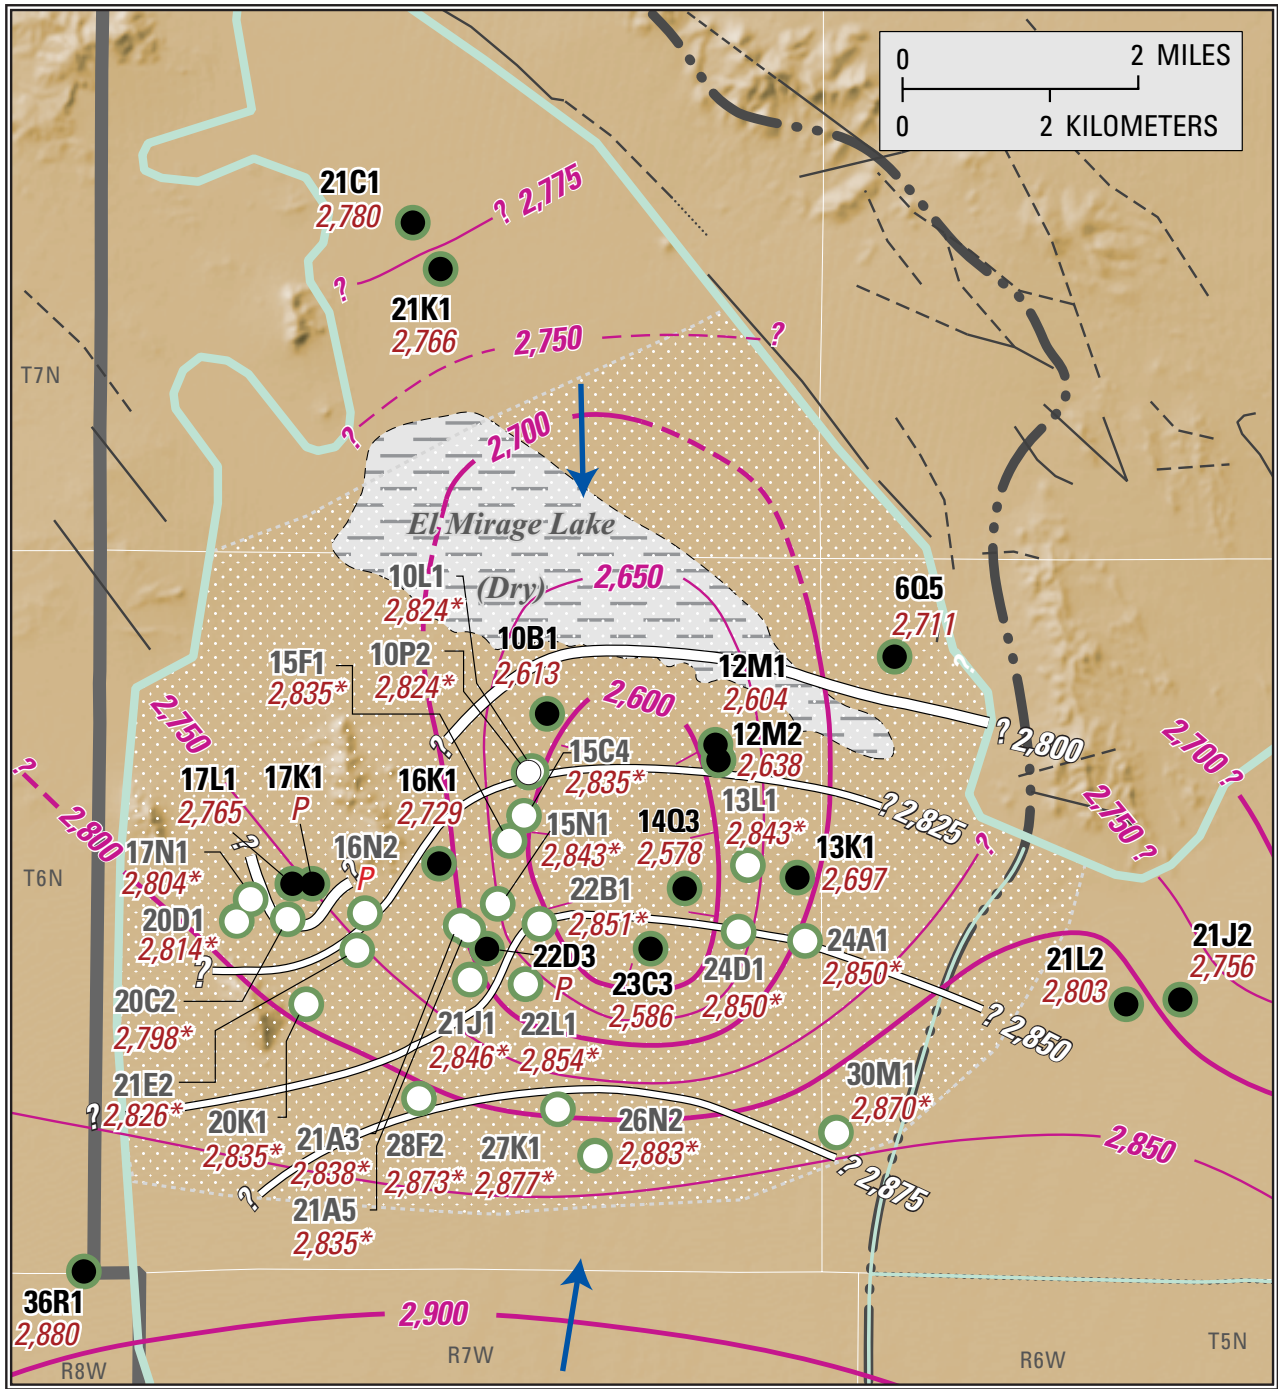 0 2 MILES
0 2 KILOMETERS
21C1
2,780
? 2,775
?
21K1
2,766
2,750
?
T7N
?
2,700
El Mirage Lake
(Dry)
10L1
2,824*
2,650
6Q5
2,711
10B1
2,613
10P2
2,824*
15F1
2,835*
12M1
2,604
?
2,750
2,600
?
? 2,800
2,700 ?
12M2
2,638
15C4
2,835*
?
17L1
2,765
17K1
P
16K1
2,729
2,800
13L1
2,843*
? 2,825
2,750 ?
15N1
2,843*
14Q3
2,578
13K1
2,697
?
?
17N1
2,804*
16N2
P
?
T6N
22B1
2,851*
20D1
2,814*
24A1
2,850*
22D3
P
23C3
2,586
24D1
2,850*
21L2
2,803
21J2
2,756
?
20C2
2,798*
21J1
2,846*
22L1
2,854*
? 2,850
21E2
2,826*
?
20K1
2,835*
21A3
2,838*
28F2
2,873*
27K1
2,877*
26N2
2,883*
30M1
2,870*
2,850
? 2,875
?
21A5
2,835*
36R1
2,880
2,900
R8W
R7W
R6W
T5N